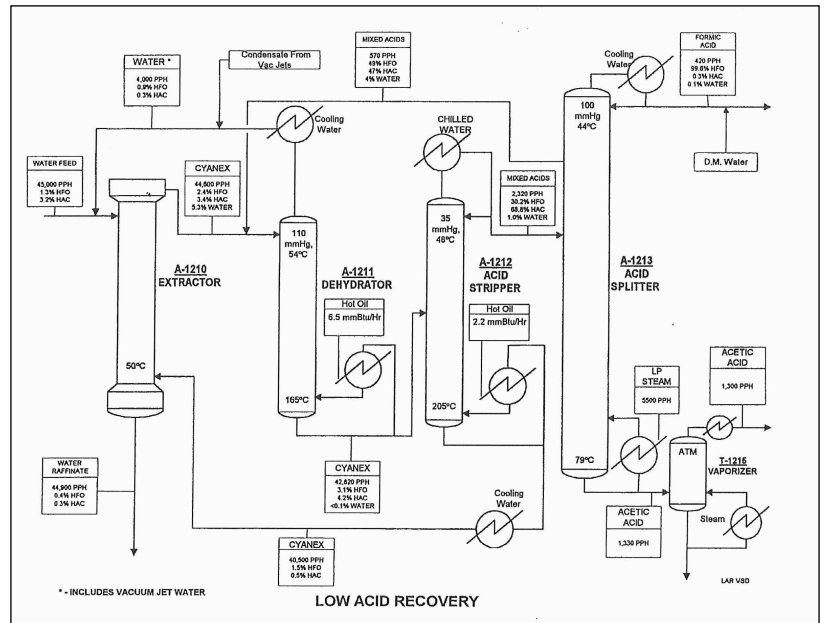 MIXED ACIDS
570 PPH
49% HFO
47% HAC
4% WATER
FORMIC
ACID
420 PPH
99.6% HFO
0.3% HAC
0.1% WATER
WATER *
4,000 PPH
0.9% HFO
0.3% HAC
Condensate From
Vac Jets
Cooling
Water
100
mmHg
44ºC
Cooling
Water
CHILLED
WATER
D.M. Water
WATER FEED
45,000 PPH
1.3% HFO
3.2% HAC
CYANEX
44,600 PPH
2.4% HFO
3.4% HAC
5.3% WATER
MIXED ACIDS
2,320 PPH
30.2% HFO
68.8% HAC
1.0% WATER
110
mmHg,
54ºC
35
mmHg,
48ºC
A-1210
EXTRACTOR
A-1211
DEHYDRATOR
A-1212
ACID
STRIPPER
A-1213
ACID
SPLITTER
Hot Oil
6.5 mmBtu/Hr
Hot Oil
2.2 mmBtu/Hr
50ºC
165ºC
205ºC
79ºC
LP
STEAM
5500 PPH
ACETIC
ACID
1,300 PPH
ATM
T-1216
VAPORIZER
Steam
WATER
RAFFINATE
44,900 PPH
0.4% HFO
0.3% HAC
CYANEX
42,820 PPH
3.1% HFO
4.2% HAC
<0.1% WATER
Cooling
Water
ACETIC
ACID
1,330 PPH
CYANEX
40,500 PPH
1.5% HFO
0.5% HAC
LAR VSD
* - INCLUDES VACUUM JET WATER
LOW ACID RECOVERY